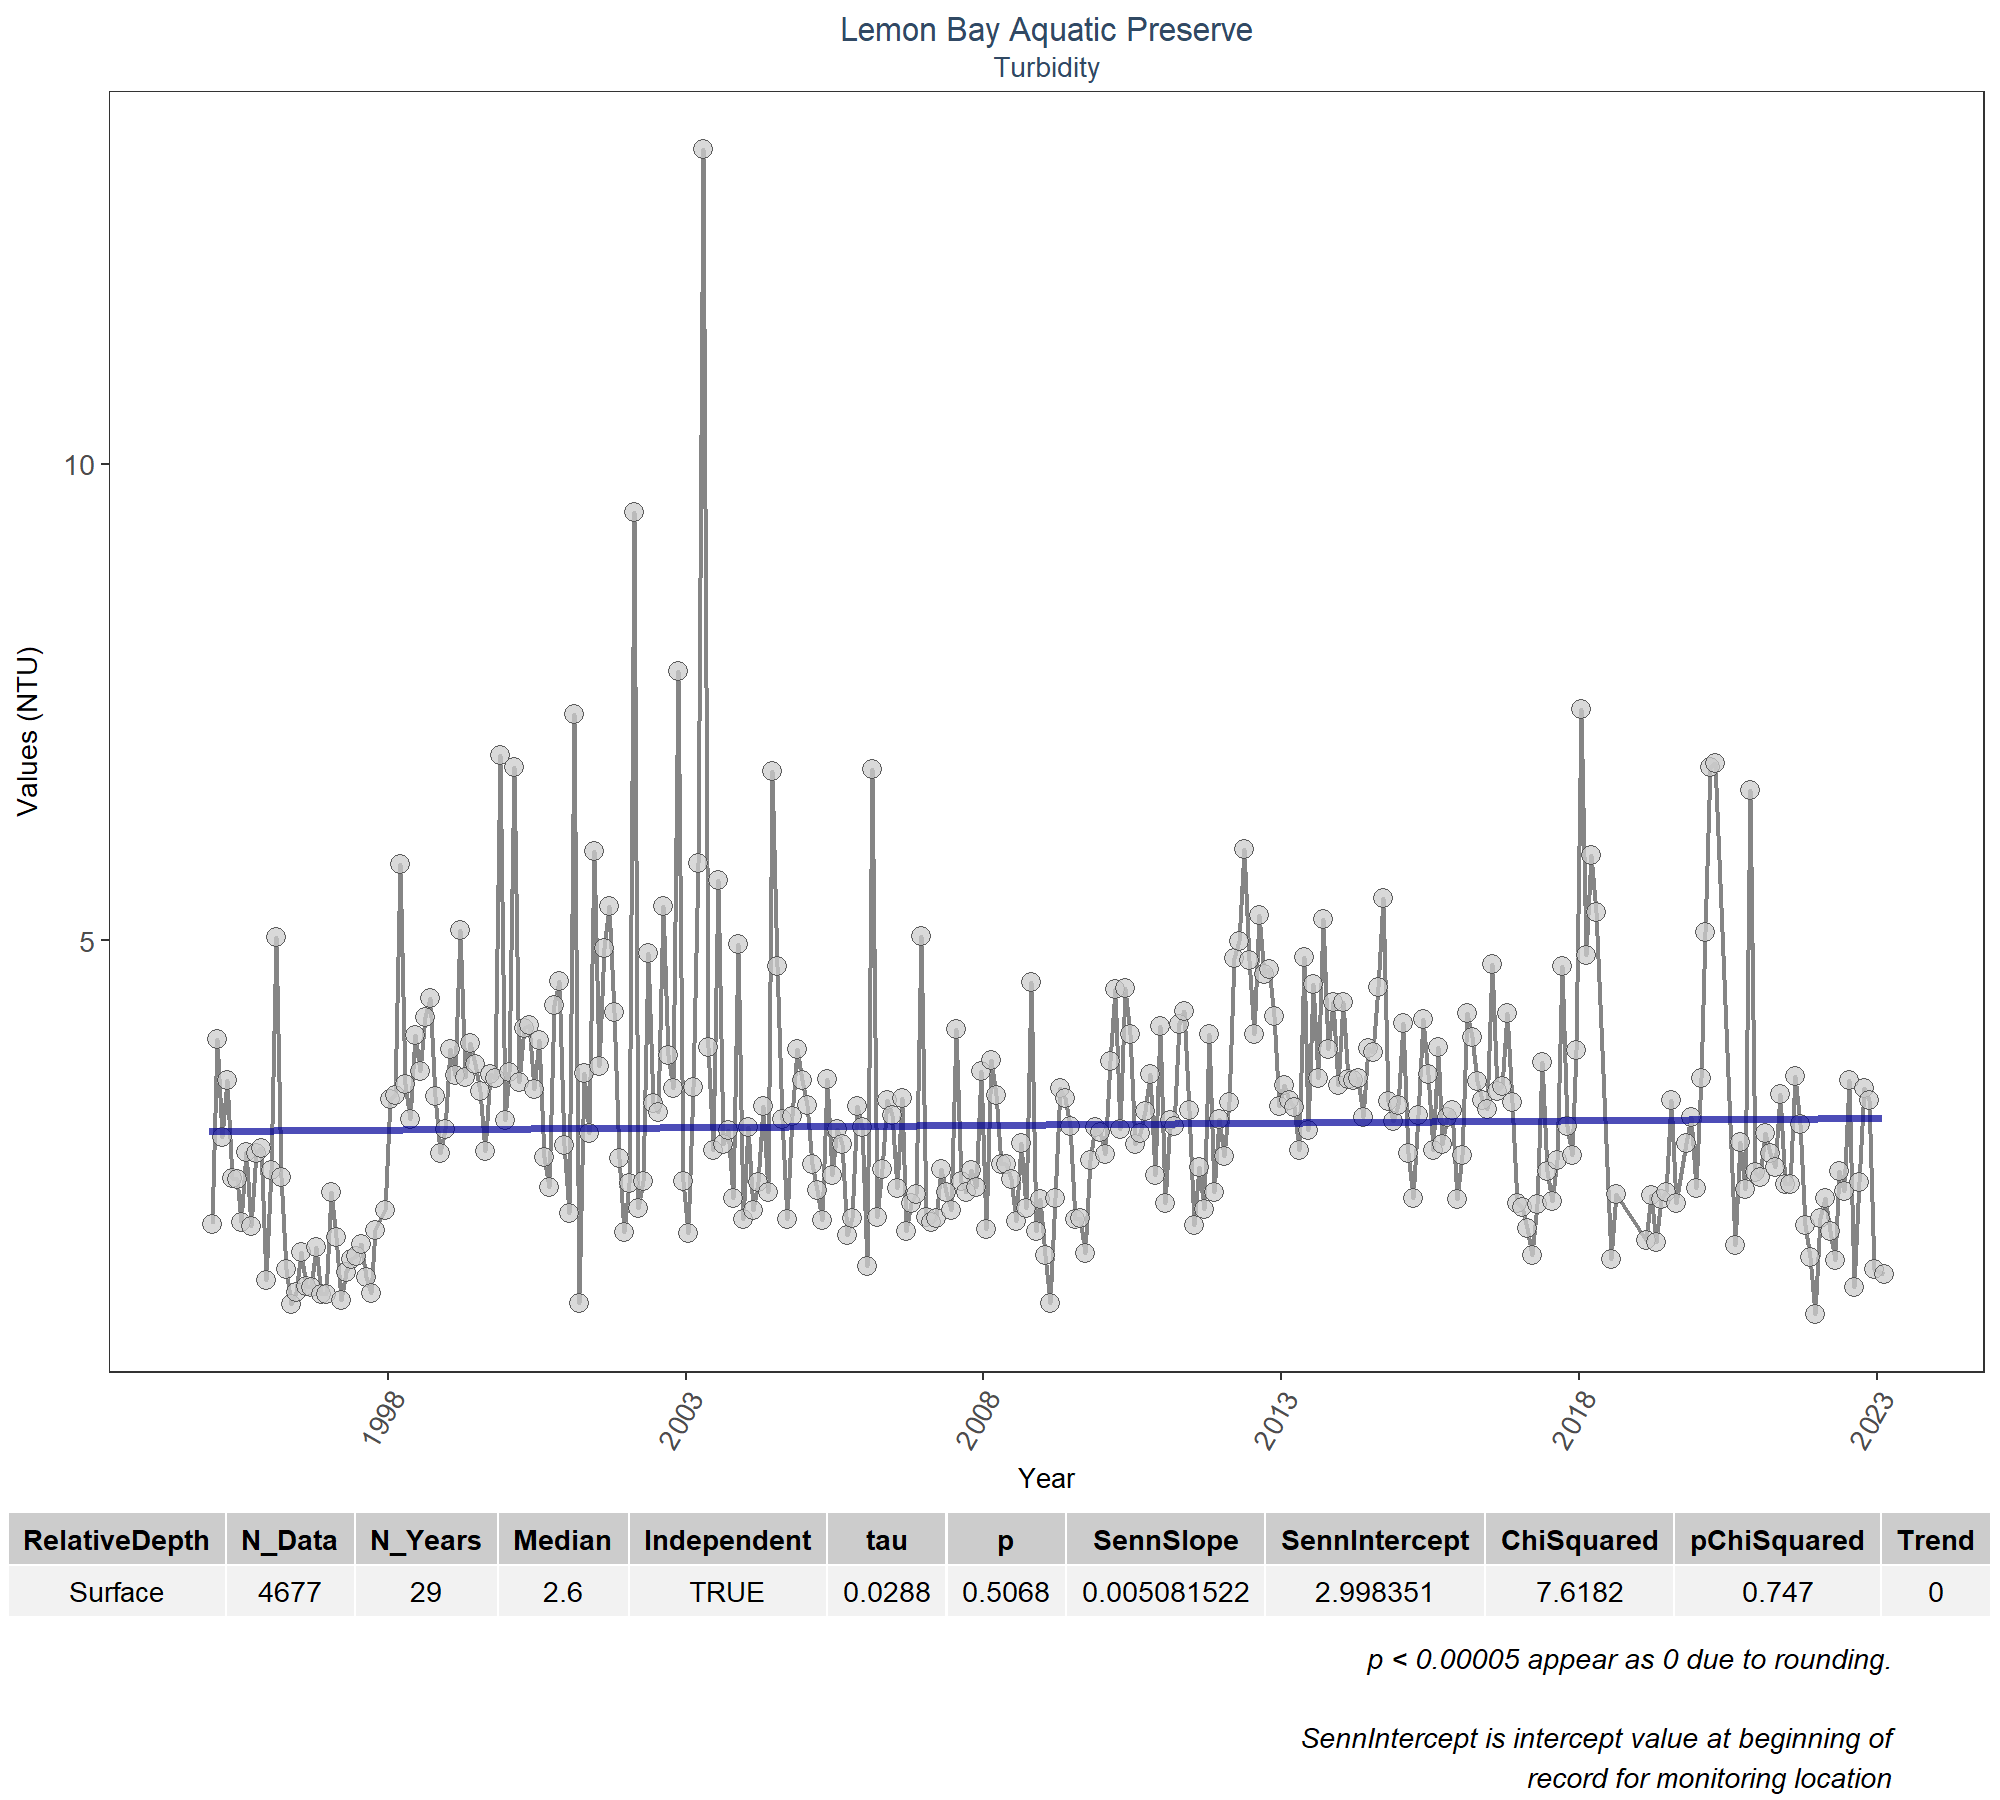 Lemon Bay Aquatic Preserve
Turbidity
Values (NTU)
10
5
1998
2003
2008
2013
2018
2023
Year
RelativeDepth N_Data N_Years Median Independent tau p SennSlope SennIntercept ChiSquared pChiSquared Trend
Surface 4677 29 2.6 TRUE 0.0288 0.5068 0.005081522 2.998351 7.6182 0.747 0
p < 0.00005 appear as 0 due to rounding.
SennIntercept is intercept value at beginning of
record for monitoring location